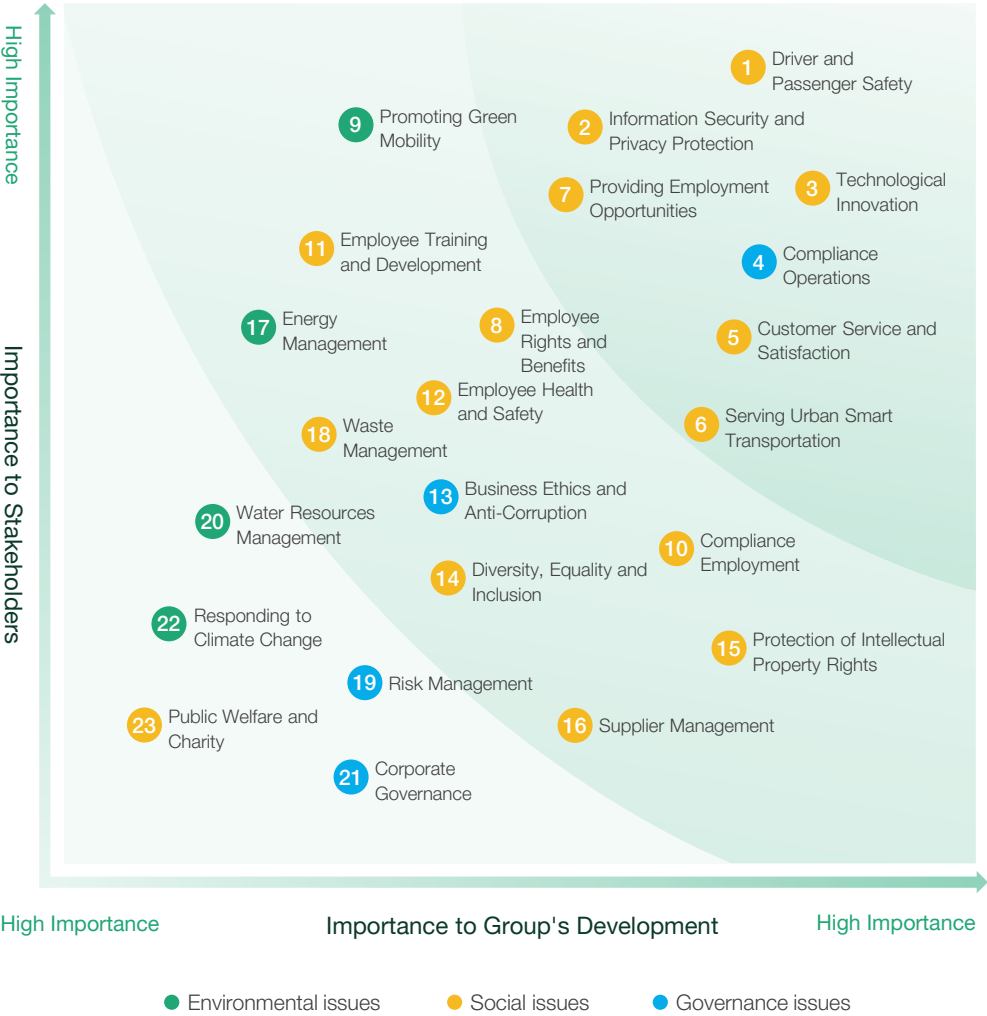 High Importance
Importance to Stakeholders
1
Driver and
Passenger Safety
9
Promoting Green
Mobility
2
Information Security and
Privacy Protection
7
Providing Employment
Opportunities
3
Technological
Innovation
11
Employee Training
and Development
4
Compliance
Operations
17
Energy
Management
8
Employee
Rights and
Benefits
5
Customer Service and
Satisfaction
12
Employee Health
and Safety
18
Waste
Management
6
Serving Urban Smart
Transportation
13
Business Ethics and
Anti-Corruption
20
Water Resources
Management
10
Compliance
Employment
14
Diversity, Equality and
Inclusion
22
Responding to
Climate Change
15
Protection of Intellectual
Property Rights
19
Risk Management
23
Public Welfare and
Charity
16
Supplier Management
21
Corporate
Governance
High Importance
Importance to Group's Development
High Importance
Environmental issues
Social issues
Governance issues